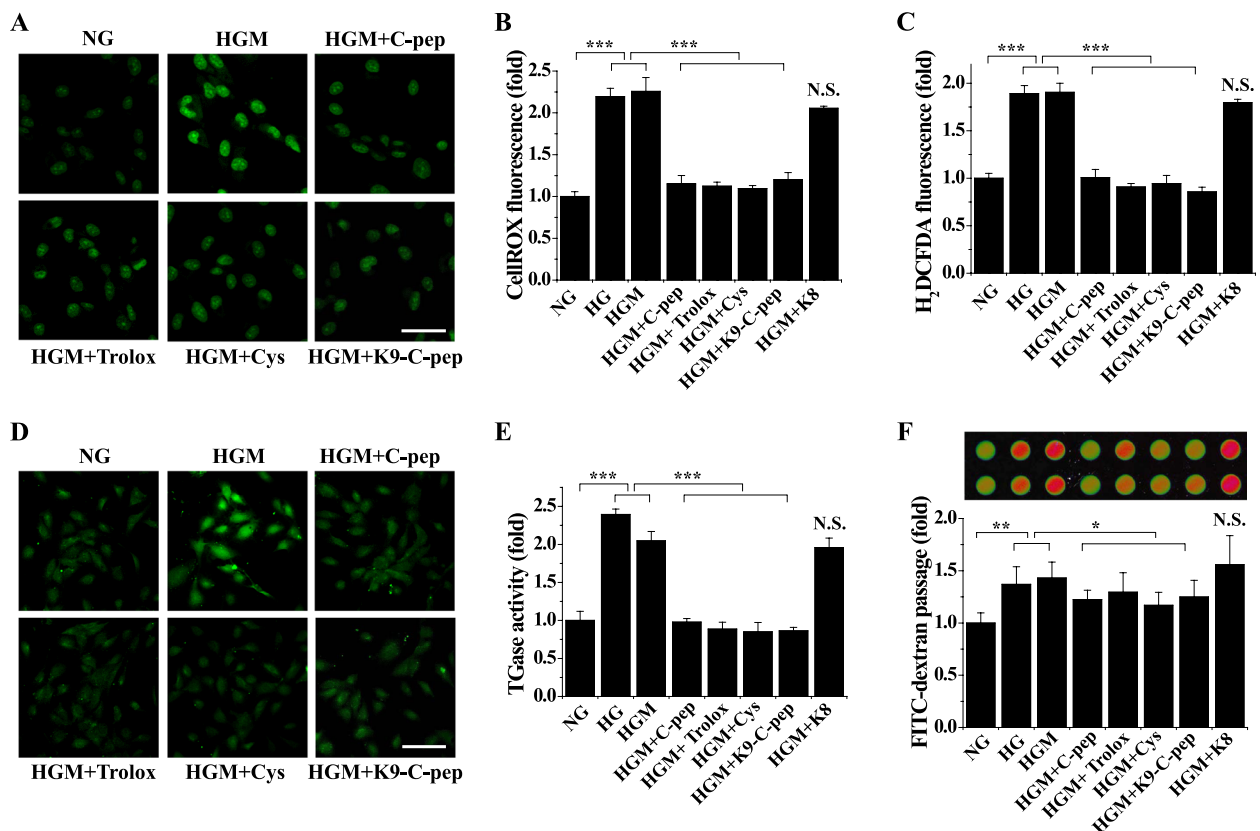 A
NG HGM HGM+C-pep
HGM+Trolox HGM+Cys HGM+K9-C-pep
B
CellROX fluorescence (fold)
2.5
2.0
1.5
1.0
0.5
0.0
*** *** N.S.
NG HG HGM HGM+C-pep HGM+ Trolox HGM+Cys HGM+K9-C-pep HGM+K8
C
H₂DCFDA fluorescence (fold)
2.0
1.5
1.0
0.5
0.0
*** *** N.S.
NG HG HGM HGM+C-pep HGM+ Trolox HGM+Cys HGM+K9-C-pep HGM+K8
D
NG HGM HGM+C-pep
HGM+Trolox HGM+Cys HGM+K9-C-pep
E
TGase activity (fold)
2.5
2.0
1.5
1.0
0.5
0.0
*** *** N.S.
NG HG HGM HGM+C-pep HGM+ Trolox HGM+Cys HGM+K9-C-pep HGM+K8
F
FITC-dextran passage (fold)
2.0
1.5
1.0
0.5
0.0
** * N.S.
NG HG HGM HGM+C-pep HGM+ Trolox HGM+Cys HGM+K9-C-pep HGM+K8